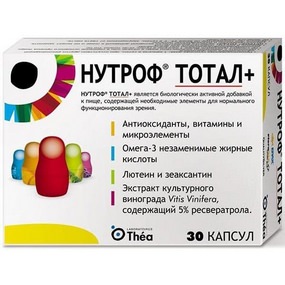 НУТРОФ® ТОТАЛ+
НУТРОФ® ТОТАЛ+ является биологически активной добавкой
к пище, содержащей необходимые элементы для нормального
функционирования зрения.
Антиоксиданты, витамины и
микроэлементы
Омега-3 незаменимые жирные
кислоты
Лютеин и зеаксантин
Экстракт культурного
винограда Vitis Vinifera,
содержащий 5% ресвератрола.
LABORATOIRES
Théa
30 КАПСУЛ